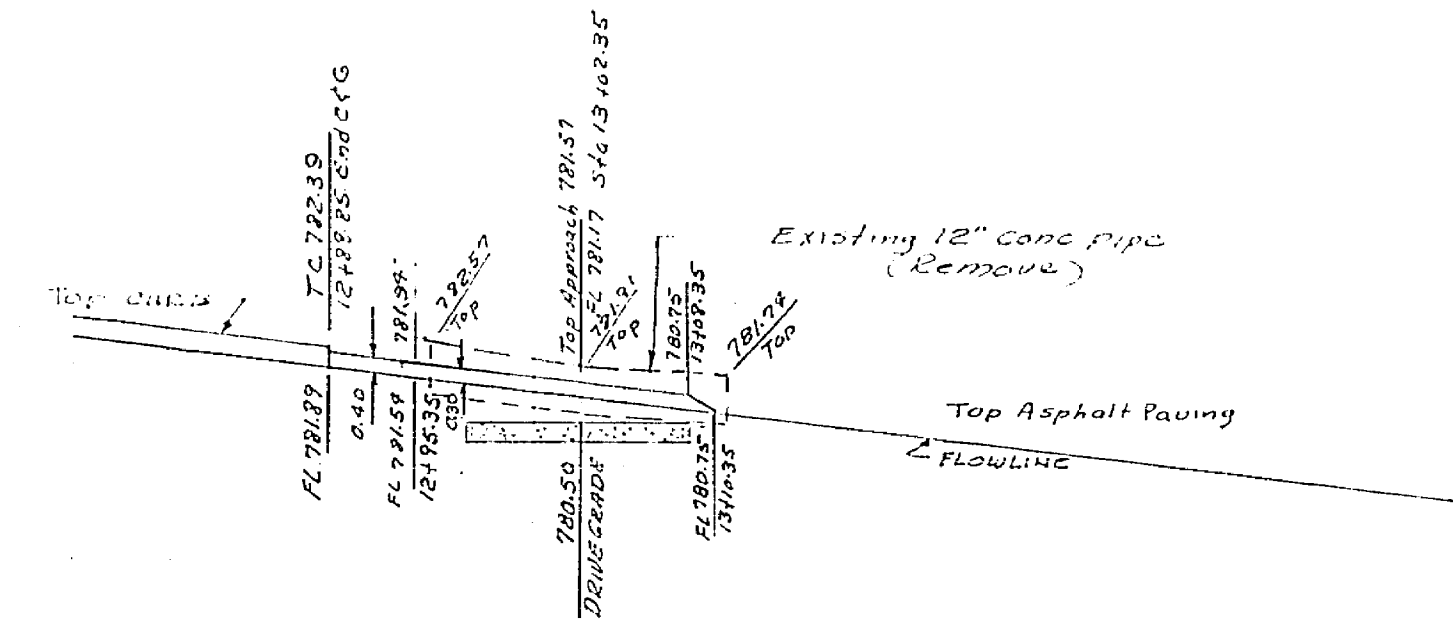 TOP CURB
TC 782.39
12+88.85 End C&G
FL 781.89
0.40
781.94
FL 781.54
12+95.35
782.57
TOP
0.30
Top Approach 781.57
FL 781.17 Sta 13+02.35
781.91
TOP
780.50
DRIVE GRADE
Existing 12" conc pipe
(Remove)
780.75
13+08.35
781.74
TOP
FL 780.75
13+10.35
Top Asphalt Paving
FLOWLINE